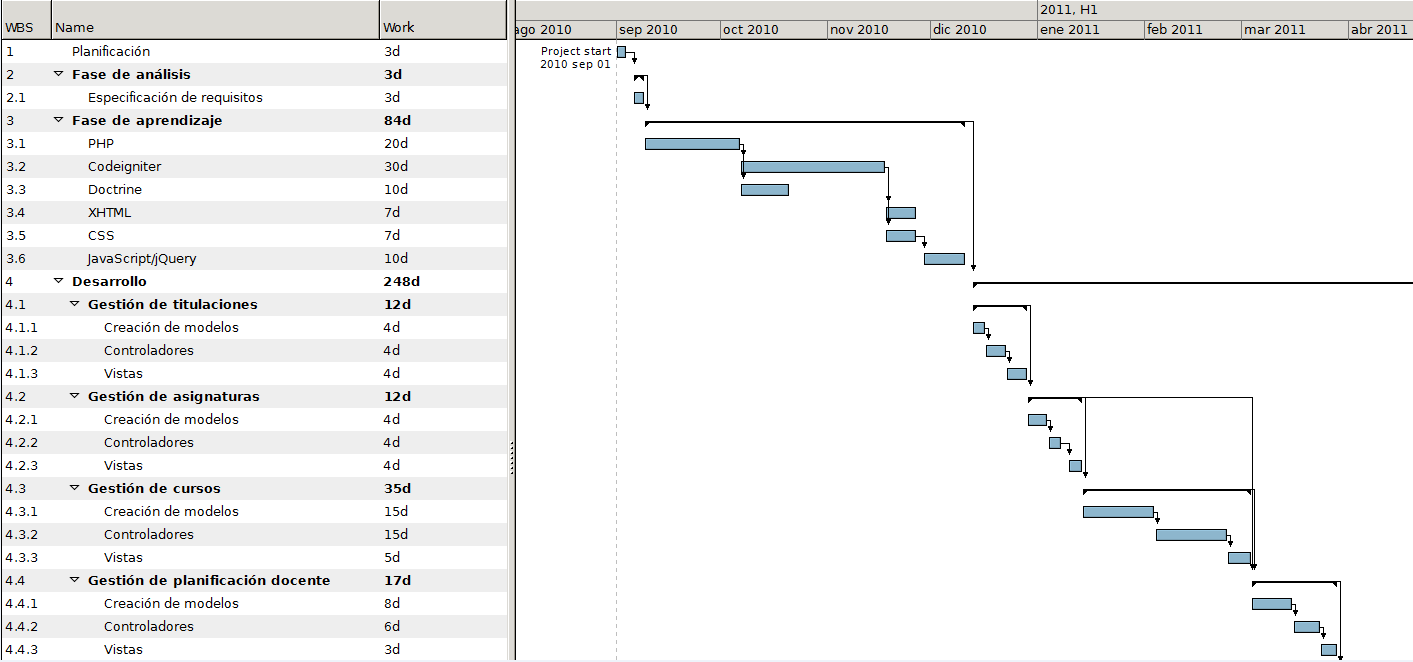 2011, H1
WBS Name Work ago 2010 sep 2010 oct 2010 nov 2010 dic 2010 ene 2011 feb 2011 mar 2011 abr 2011
1 Planificación 3d Project start
2010 sep 01
2 Fase de análisis 3d
2.1 Especificación de requisitos 3d
3 Fase de aprendizaje 84d
3.1 PHP 20d
3.2 Codeigniter 30d
3.3 Doctrine 10d
3.4 XHTML 7d
3.5 CSS 7d
3.6 JavaScript/jQuery 10d
4 Desarrollo 248d
4.1 Gestión de titulaciones 12d
4.1.1 Creación de modelos 4d
4.1.2 Controladores 4d
4.1.3 Vistas 4d
4.2 Gestión de asignaturas 12d
4.2.1 Creación de modelos 4d
4.2.2 Controladores 4d
4.2.3 Vistas 4d
4.3 Gestión de cursos 35d
4.3.1 Creación de modelos 15d
4.3.2 Controladores 15d
4.3.3 Vistas 5d
4.4 Gestión de planificación docente 17d
4.4.1 Creación de modelos 8d
4.4.2 Controladores 6d
4.4.3 Vistas 3d